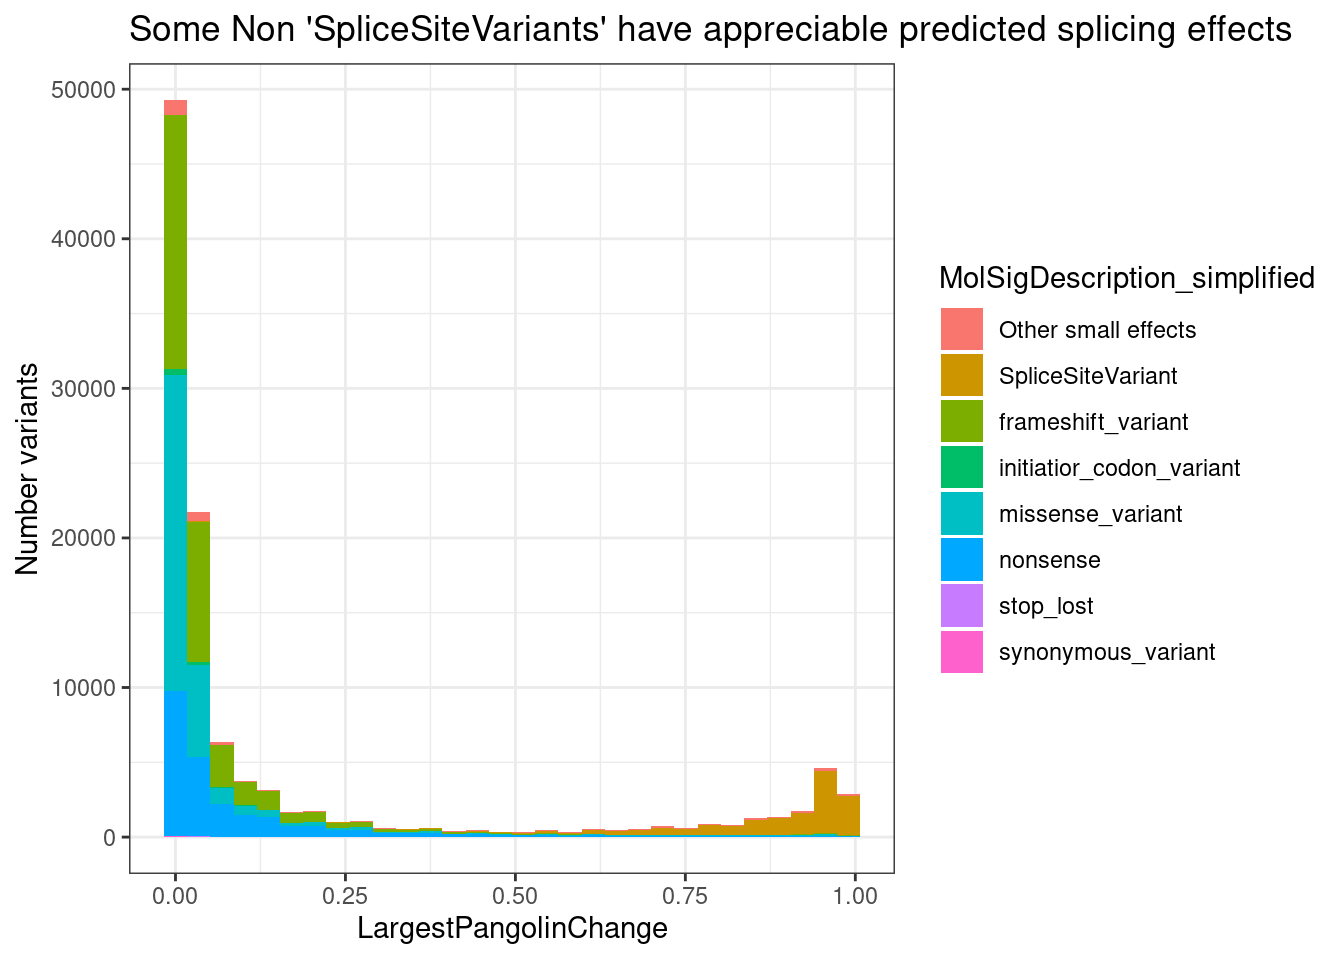 Some Non 'SpliceSiteVariants' have appreciable predicted splicing effects
50000
40000
30000
20000
10000
0
Number variants
0.00 0.25 0.50 0.75 1.00
LargestPangolinChange
MolSigDescription_simplified
Other small effects
SpliceSiteVariant
frameshift_variant
initiatior_codon_variant
missense_variant
nonsense
stop_lost
synonymous_variant